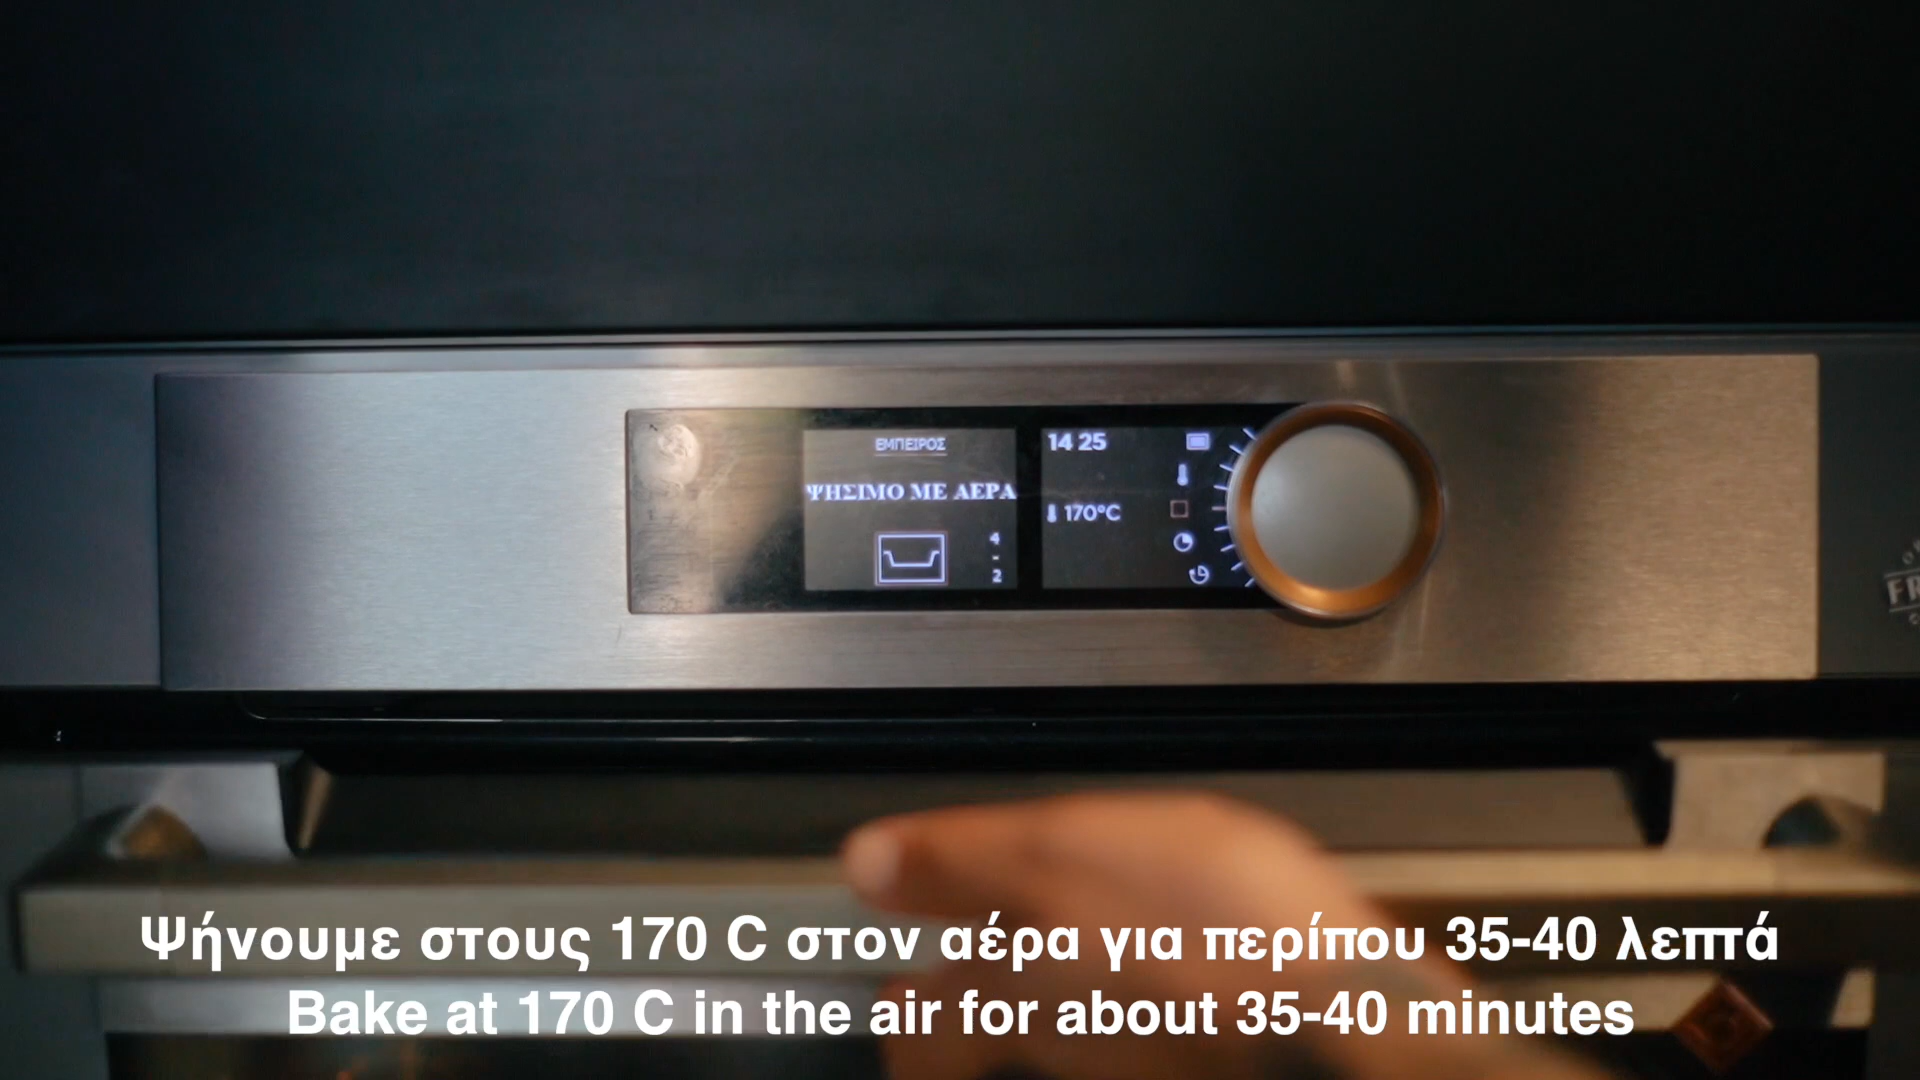 ΕΜΠΕΙΡΟΣ
ΨΗΣΙΜΟ ΜΕ ΑΕΡΑ
4
-
2
14 25
170°C
Ψήνουμε στους 170 C στον αέρα για περίπου 35-40 λεπτά
Bake at 170 C in the air for about 35-40 minutes